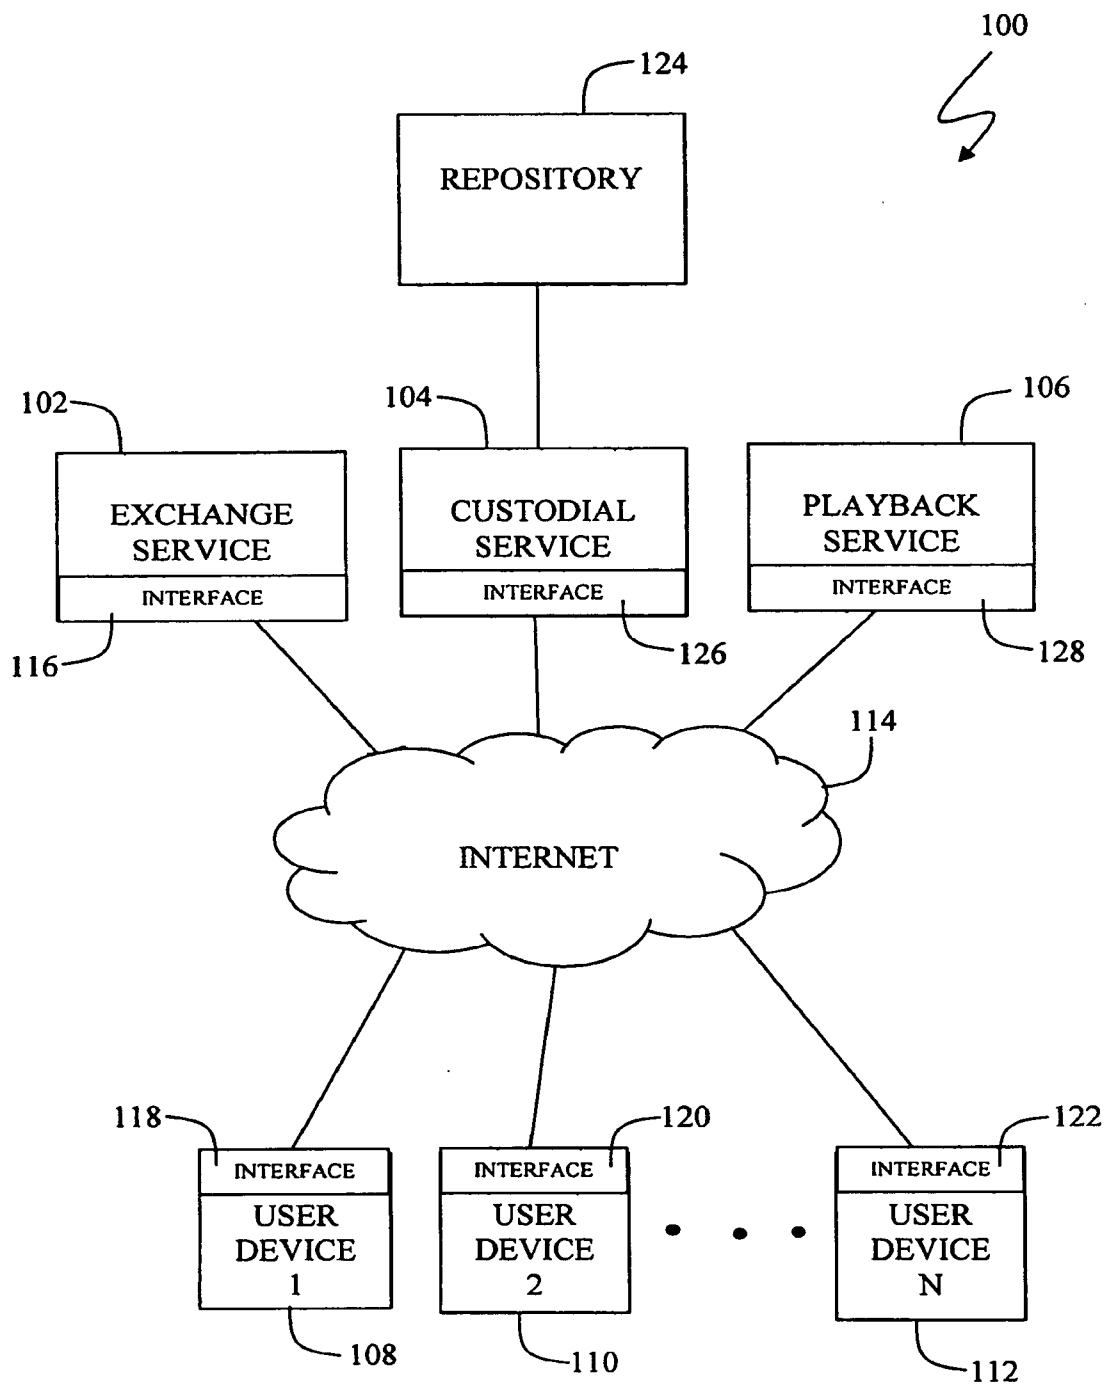 100
124
REPOSITORY
102
104
106
EXCHANGE
SERVICE
INTERFACE
CUSTODIAL
SERVICE
INTERFACE
PLAYBACK
SERVICE
INTERFACE
116
126
128
114
INTERNET
118
120
122
INTERFACE
USER
DEVICE
1
INTERFACE
USER
DEVICE
2
INTERFACE
USER
DEVICE
N
108
110
112